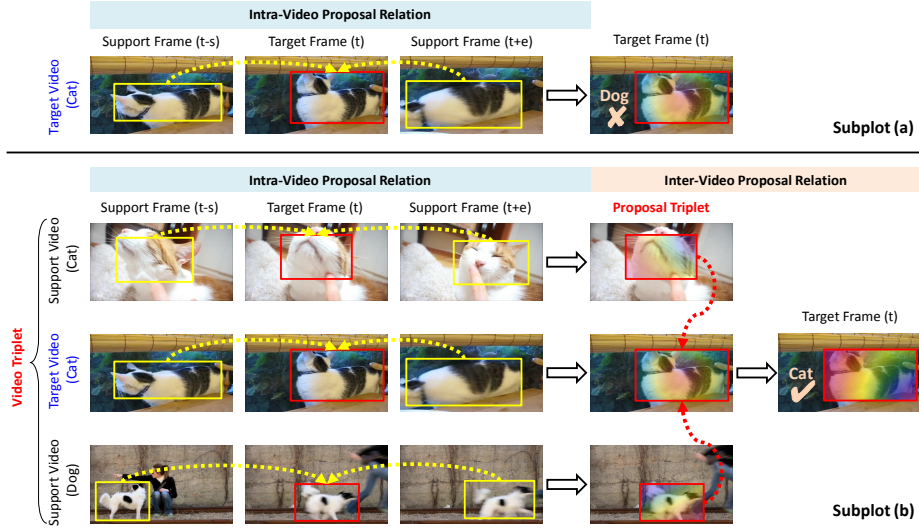 Intra-Video Proposal Relation
Support Frame (t-s)
Target Frame (t)
Support Frame (t+e)
Target Frame (t)
Target Video
(Cat)
Dog
Subplot (a)
Intra-Video Proposal Relation
Inter-Video Proposal Relation
Support Frame (t-s)
Target Frame (t)
Support Frame (t+e)
Proposal Triplet
Video Triplet
Support Video
(Cat)
Target Video
(Cat)
Target Frame (t)
Cat
Support Video
(Dog)
Subplot (b)